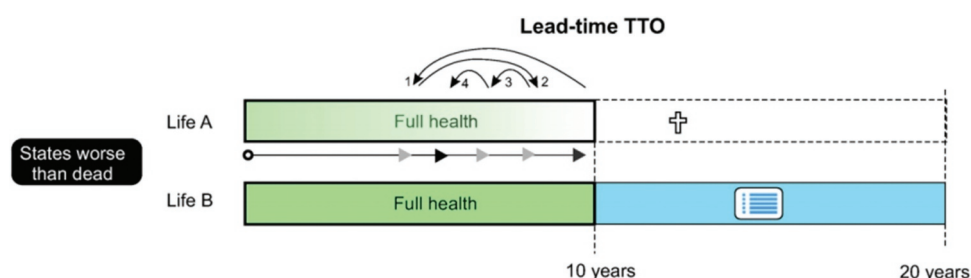 Lead-time TTO
1 4 3 2
Life A
Full health
States worse
than dead
Life B
Full health
10 years
20 years